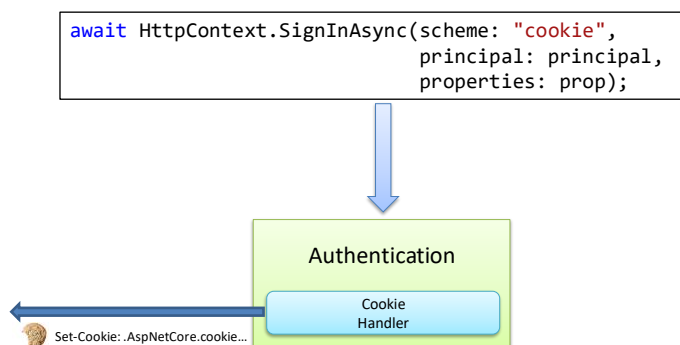 await HttpContext.SignInAsync(scheme: "cookie",
principal: principal,
properties: prop);
Authentication
Cookie
Handler
Set-Cookie: .AspNetCore.cookie…